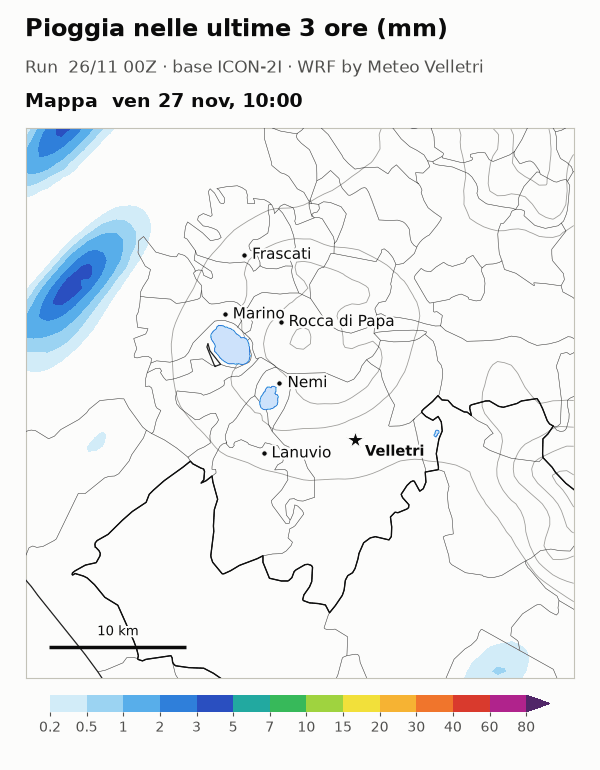 Pioggia nelle ultime 3 ore (mm)
Run 26/11 00Z · base ICON-2I · WRF by Meteo Velletri
Mappa ven 27 nov, 10:00
Frascati
Marino
Rocca di Papa
Nemi
Velletri
Lanuvio
10 km
0.2 0.5 1 2 3 5 7 10 15 20 30 40 60 80